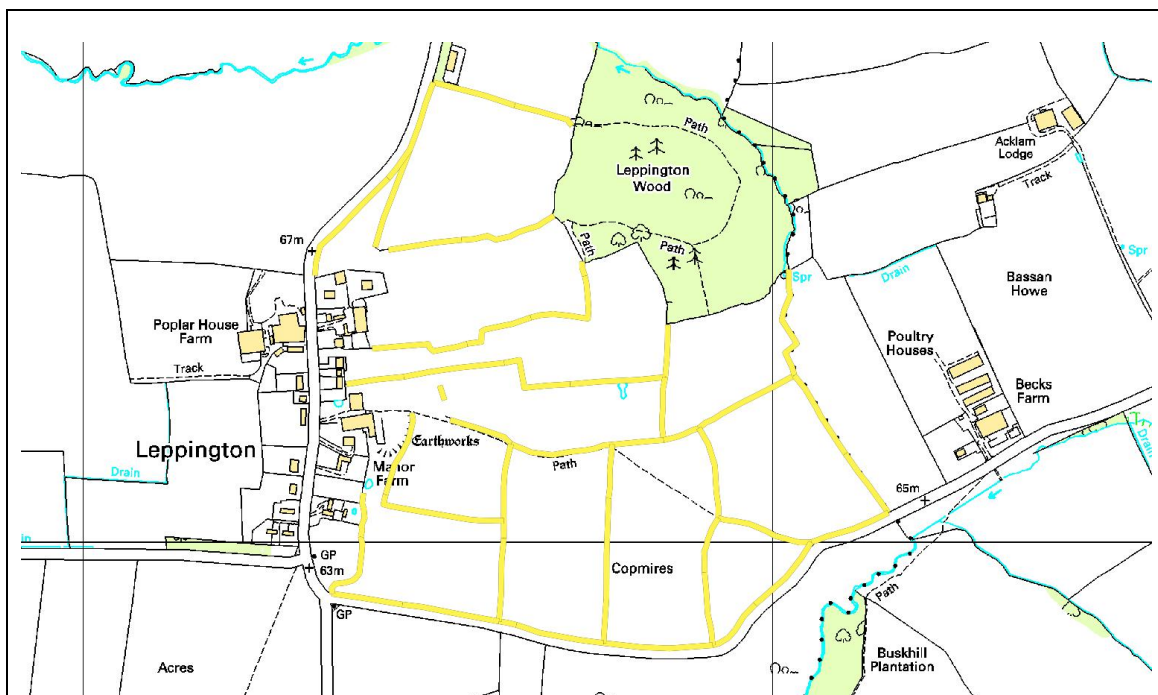 Path
Acklam
Lodge
Leppington
Wood
Track
67m
Path
Path
Spr
Spr
Drain
Bassan
Howe
Poplar House
Farm
Poultry
Houses
Track
Becks
Farm
Earthworks
Leppington
Drain
Manor
Farm
Path
Drain
65m
GP
63m
Copmires
GP
Path
Acres
Buskhill
Plantation